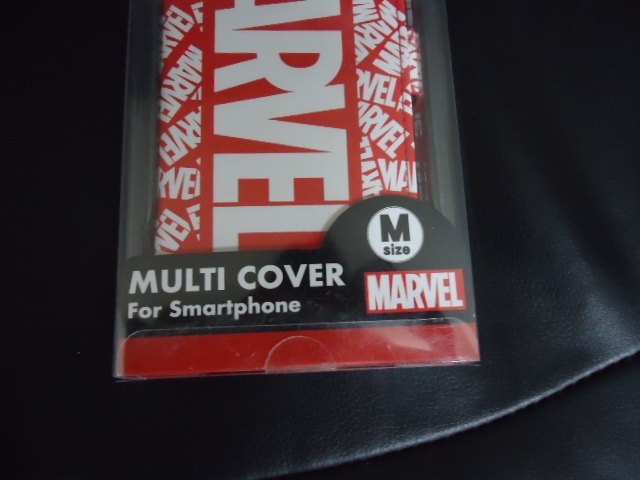 MARVEL
M
size
MULTI COVER
For Smartphone
MARVEL